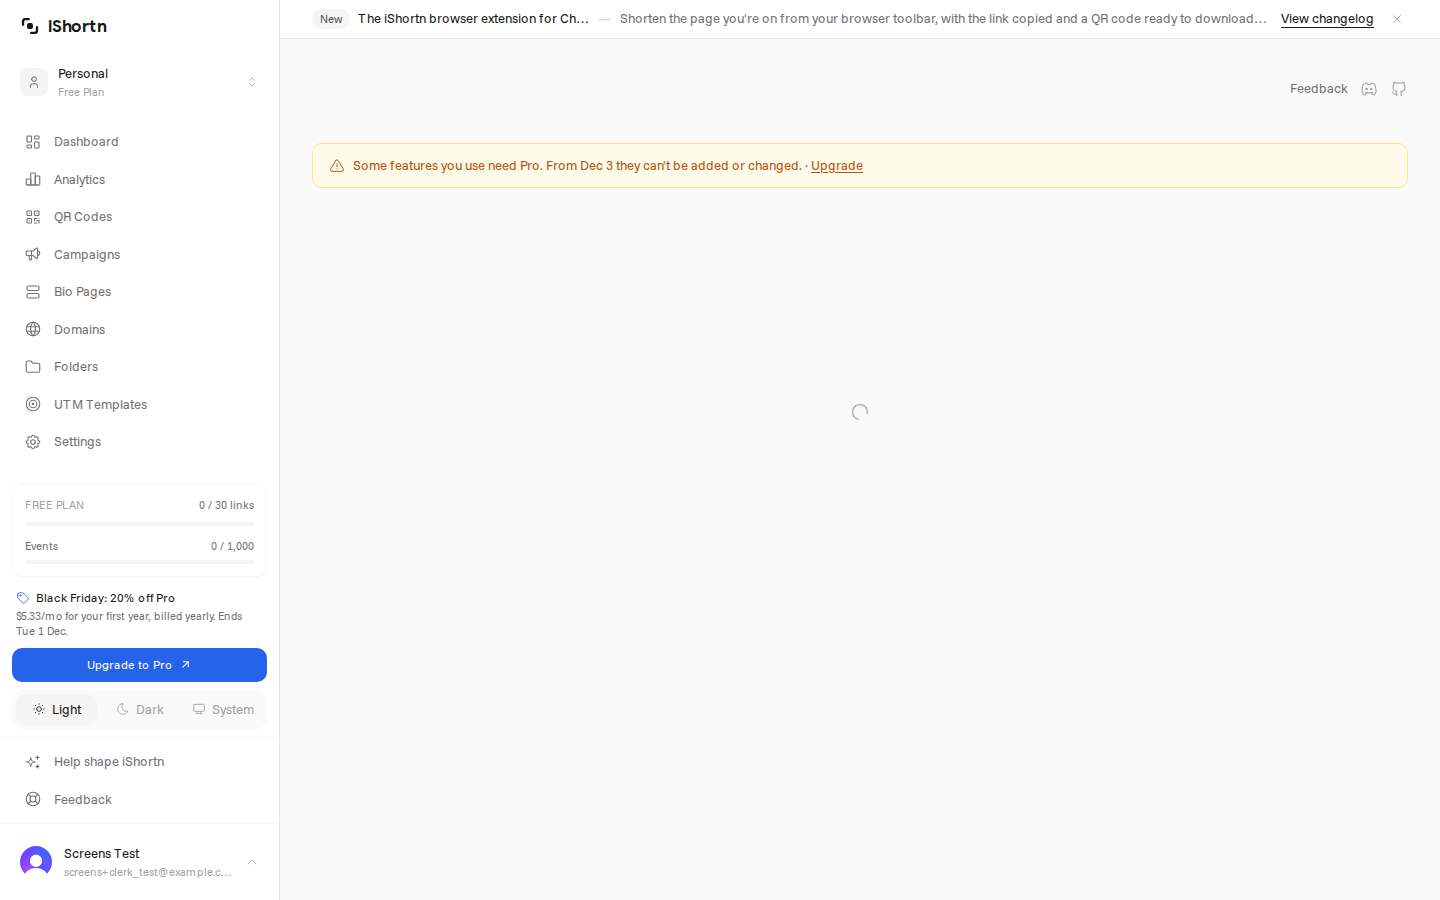 iShortn
Personal
Free Plan
Dashboard
Analytics
QR Codes
Campaigns
Bio Pages
Domains
Folders
UTM Templates
Settings
FREE PLAN 0 / 30 links
Events 0 / 1,000
Black Friday: 20% off Pro
$5.33/mo for your first year, billed yearly. Ends
Tue 1 Dec.
Upgrade to Pro
Light Dark System
Help shape iShortn
Feedback
Screens Test
screens+clerk_test@example.c...
New The iShortn browser extension for Ch... — Shorten the page you're on from your browser toolbar, with the link copied and a QR code ready to download... View changelog
Feedback
Some features you use need Pro. From Dec 3 they can't be added or changed. · Upgrade